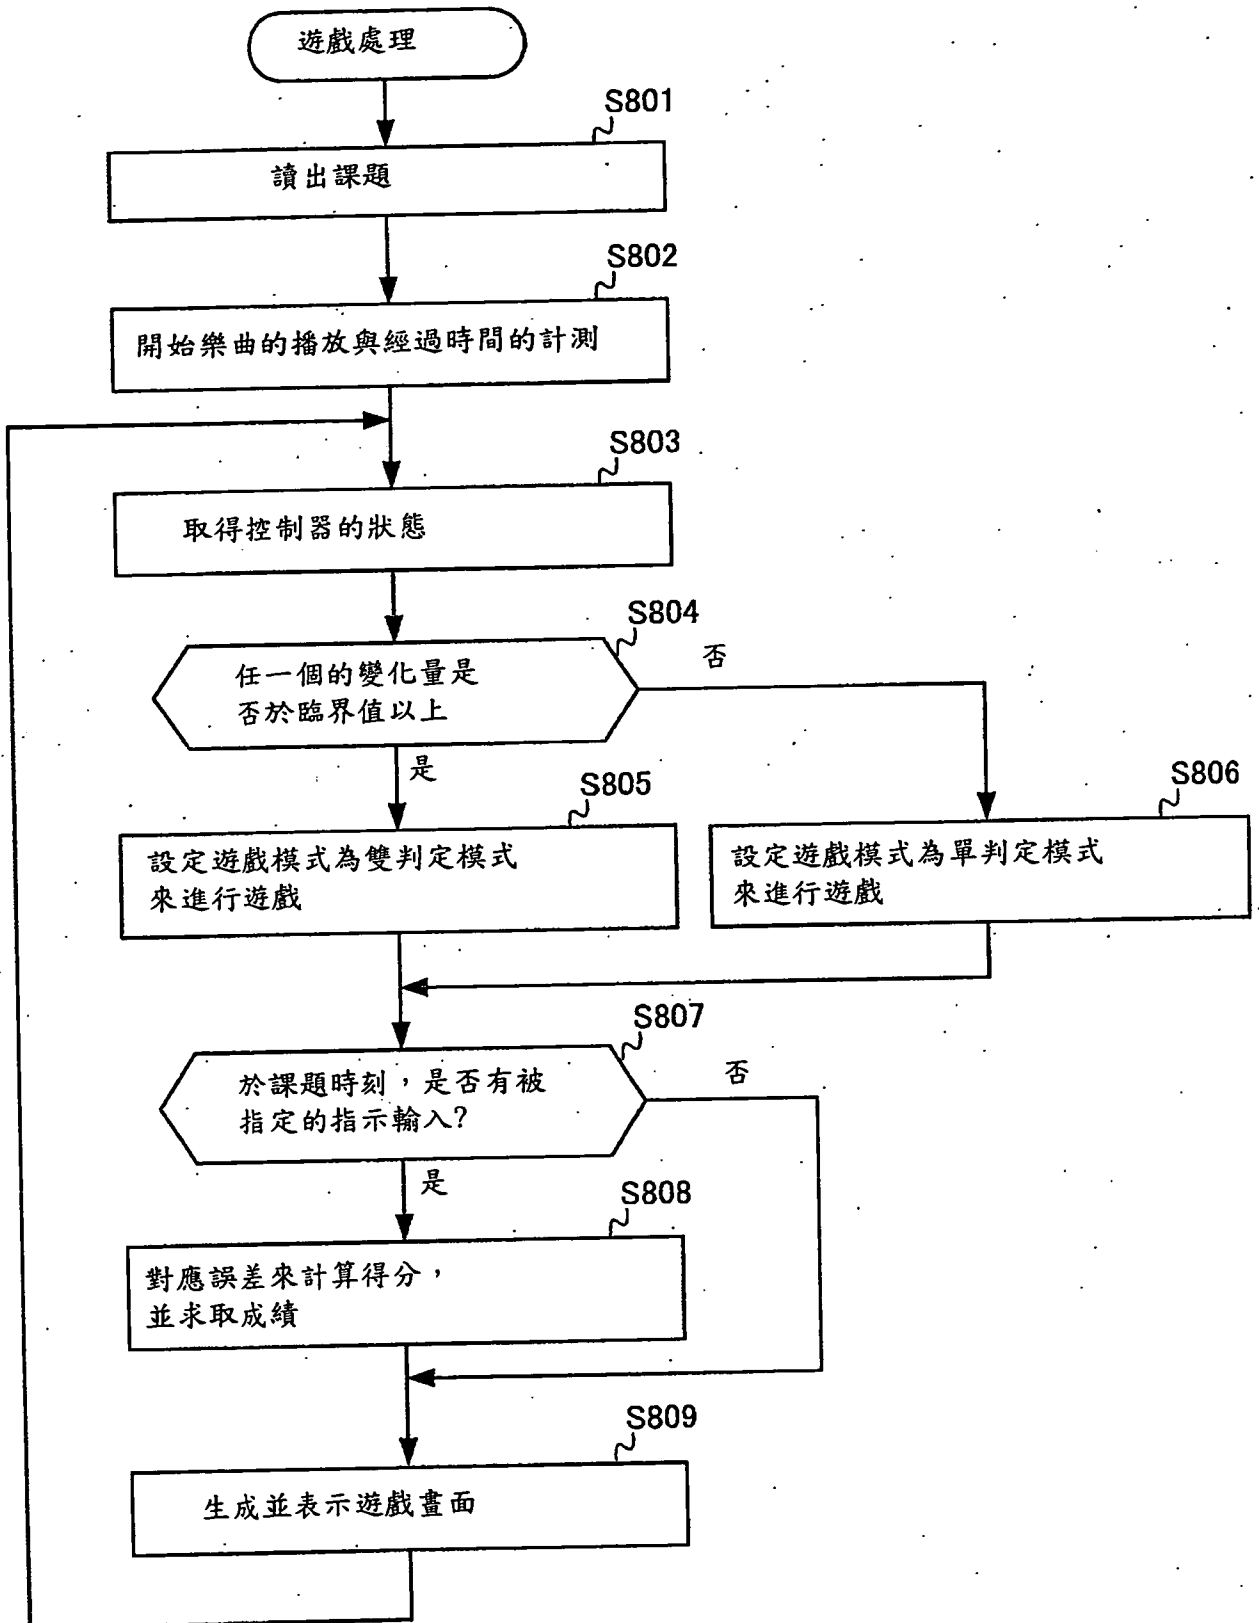 遊戲處理
S801
讀出課題
S802
開始樂曲的播放與經過時間的計測
S803
取得控制器的狀態
S804
任一個的變化量是
否於臨界值以上
否
是
S805
設定遊戲模式為雙判定模式
來進行遊戲
S806
設定遊戲模式為單判定模式
來進行遊戲
S807
於課題時刻，是否有被
指定的指示輸入?
否
是
S808
對應誤差來計算得分，
並求取成績
S809
生成並表示遊戲畫面